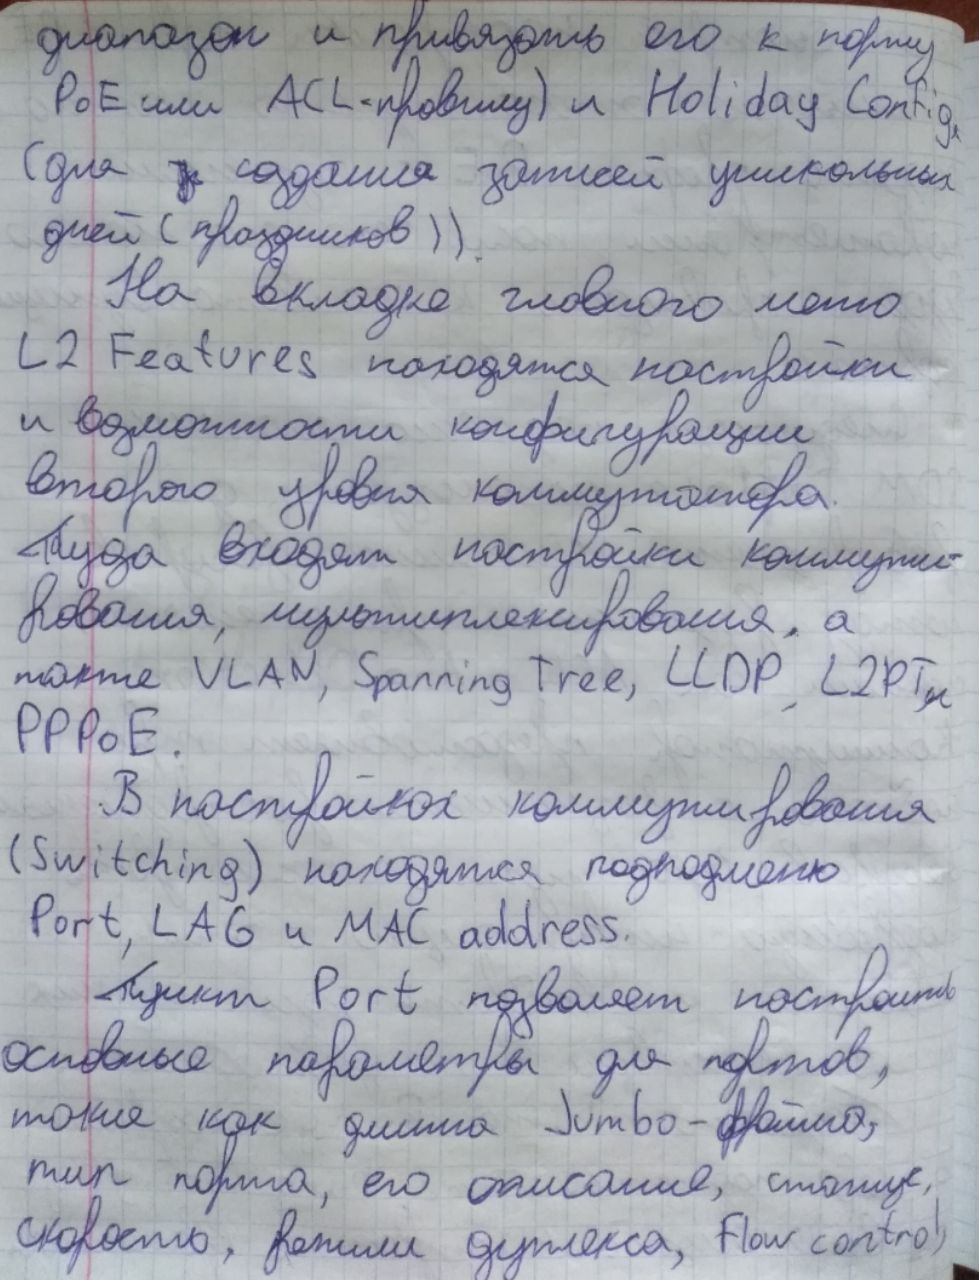 диапазон и привязать его к порту
PoE или ACL-правилу) и Holiday Config
(для создания записей уникальных
дней (праздников)).
На вкладке главного меню
L2 Features находятся настройки
и возможности конфигурации
второго уровня коммутатора.
Туда входят настройки коммути-
рования, мультиплексирования, а
также VLAN, Spanning Tree, LLDP, L2PT и
PPPoE.
В настройках коммутирования
(Switching) находятся подподменю
Port, LAG и MAC address.
Пункт Port позволяет настроить
основные параметры для портов,
такие как длина Jumbo-фрейма,
тип порта, его описание, статус,
скорость, режим дуплекса, Flow control,